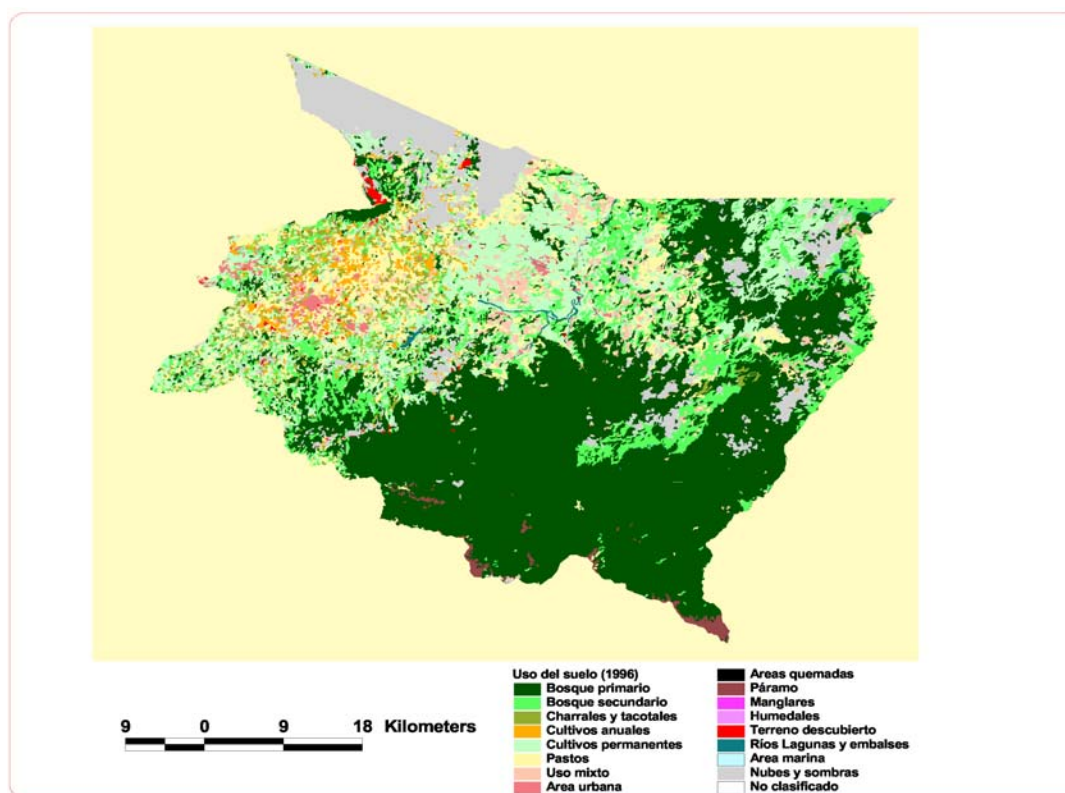 Uso del suelo (1996)
Bosque primario
Bosque secundario
Charrales y tacotales
Cultivos anuales
Cultivos permanentes
Pastos
Uso mixto
Area urbana
Areas quemadas
Páramo
Manglares
Humedales
Terreno descubierto
Ríos Lagunas y embalses
Area marina
Nubes y sombras
No clasificado
9 0 9 18 Kilometers